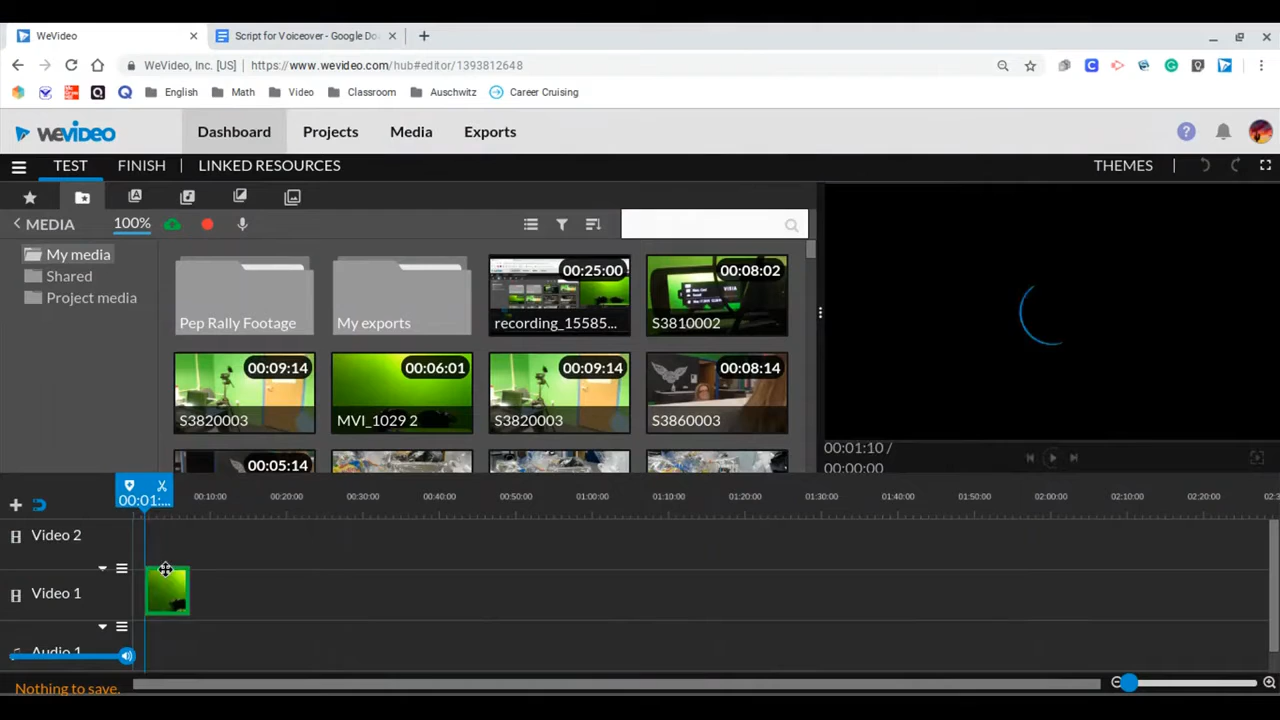 WeVideo
Script for Voiceover - Google Do
WeVideo, Inc. [US] https://www.wevideo.com/hub#editor/1393812648
English Math Video Classroom Auschwitz Career Cruising
WEVIDEO Dashboard Projects Media Exports
TEST FINISH LINKED RESOURCES THEMES
MEDIA 100%
My media
Shared
Project media
Pep Rally Footage
My exports
00:25:00
recording_15585...
00:08:02
S3810002
00:09:14
S3820003
00:06:01
MVI_1029 2
00:09:14
S3820003
00:08:14
S3860003
00:05:14
00:01:10 /
00:00:00
00:01:...
00:10:00 00:20:00 00:30:00 00:40:00 00:50:00 01:00:00 01:10:00 01:20:00 01:30:00 01:40:00 01:50:00 02:00:00 02:10:00 02:20:00 02:3
Video 2
Video 1
Audio 1
Nothing to save.